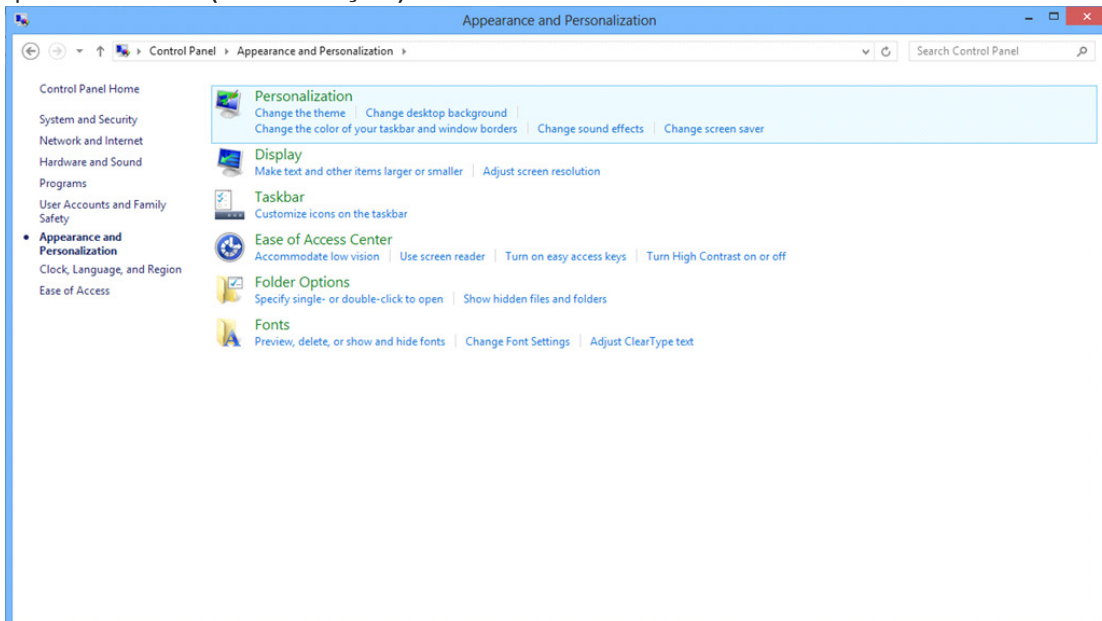 Appearance and Personalization
Control Panel Appearance and Personalization
Search Control Panel
Control Panel Home
System and Security
Network and Internet
Hardware and Sound
Programs
User Accounts and Family
Safety
Appearance and
Personalization
Clock, Language, and Region
Ease of Access
Personalization
Change the theme Change desktop background
Change the color of your taskbar and window borders Change sound effects Change screen saver
Display
Make text and other items larger or smaller Adjust screen resolution
Taskbar
Customize icons on the taskbar
Ease of Access Center
Accommodate low vision Use screen reader Turn on easy access keys Turn High Contrast on or off
Folder Options
Specify single- or double-click to open Show hidden files and folders
Fonts
Preview, delete, or show and hide fonts Change Font Settings Adjust ClearType text